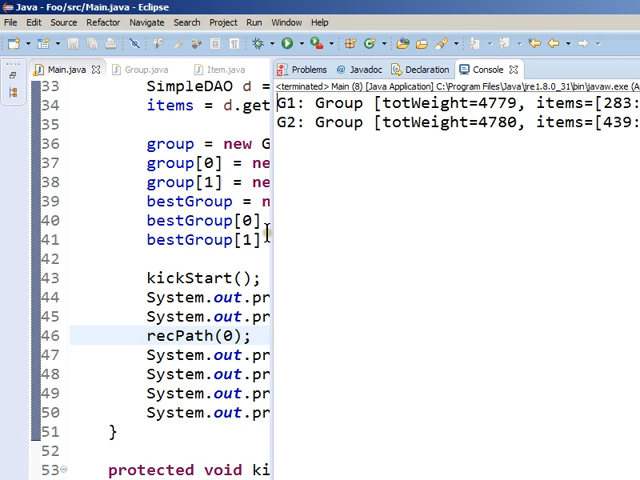 Java - Foo/src/Main.java - Eclipse
File Edit Source Refactor Navigate Search Project Run Window Help
Main.java Group.java Item.java
33 SimpleDAO d =
34 items = d.get
35
36 group = new G
37 group[0] = ne
38 group[1] = ne
39 bestGroup = n
40 bestGroup[0]
41 bestGroup[1]
42
43 kickStart();
44 System.out.pr
45 System.out.pr
46 recPath(0);
47 System.out.pr
48 System.out.pr
49 System.out.pr
50 System.out.pr
51 }
52
53 protected void ki
Problems @ Javadoc Declaration Console
<terminated> Main (8) [Java Application] C:\Program Files\Java\jre1.8.0_31\bin\javaw.exe (
G1: Group [totWeight=4779, items=[283:
G2: Group [totWeight=4780, items=[439: